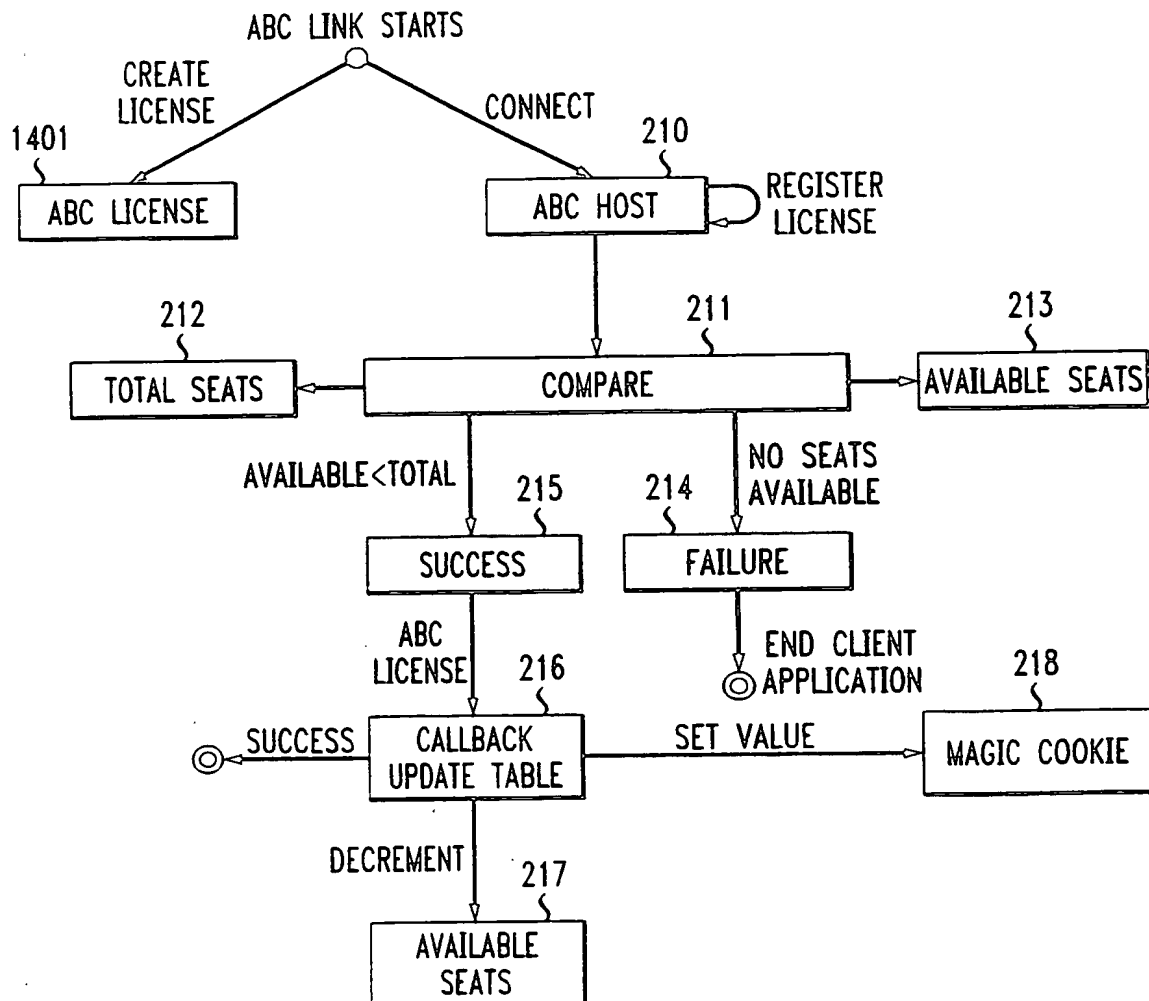 ABC LINK STARTS
CREATE
LICENSE
CONNECT
1401
210
ABC LICENSE
ABC HOST
REGISTER
LICENSE
212
211
213
TOTAL SEATS
COMPARE
AVAILABLE SEATS
AVAILABLE<TOTAL
NO SEATS
AVAILABLE
215
214
SUCCESS
FAILURE
ABC
LICENSE
END CLIENT
APPLICATION
216
218
SUCCESS
CALLBACK
UPDATE TABLE
SET VALUE
MAGIC COOKIE
DECREMENT
217
AVAILABLE
SEATS